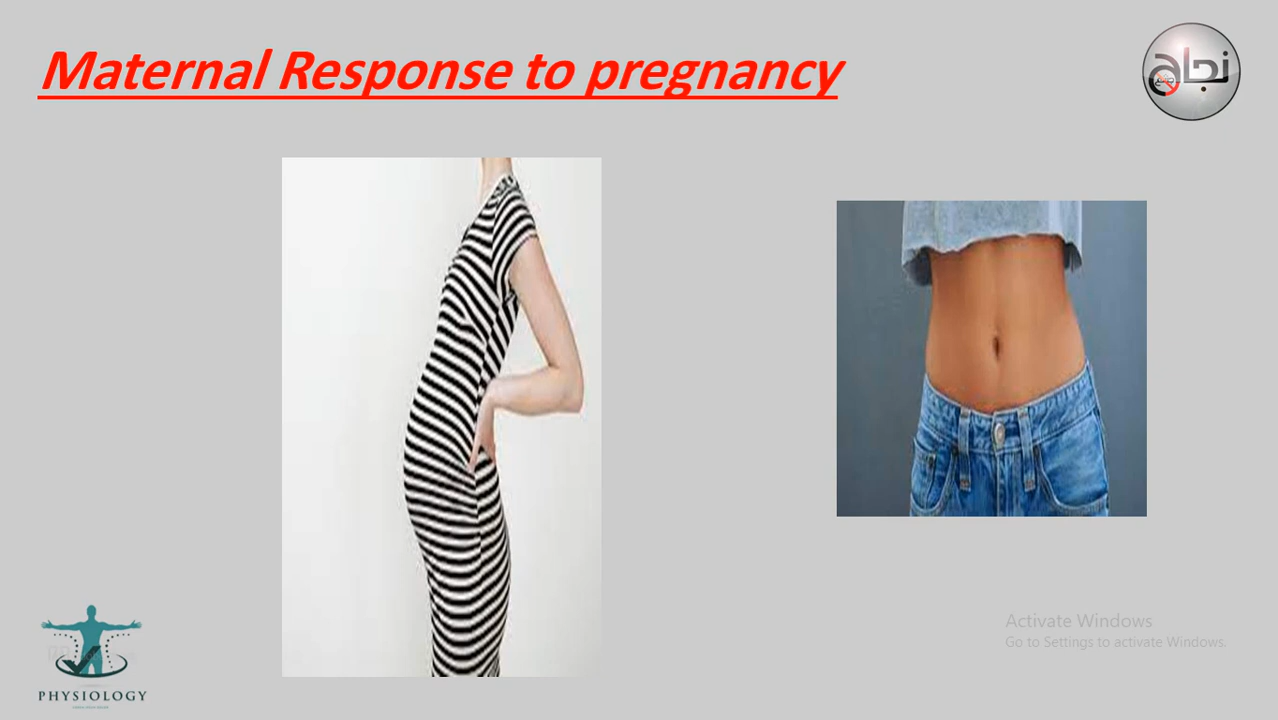 Maternal Response to pregnancy
نجاح
Activate Windows
Go to Settings to activate Windows.
PHYSIOLOGY